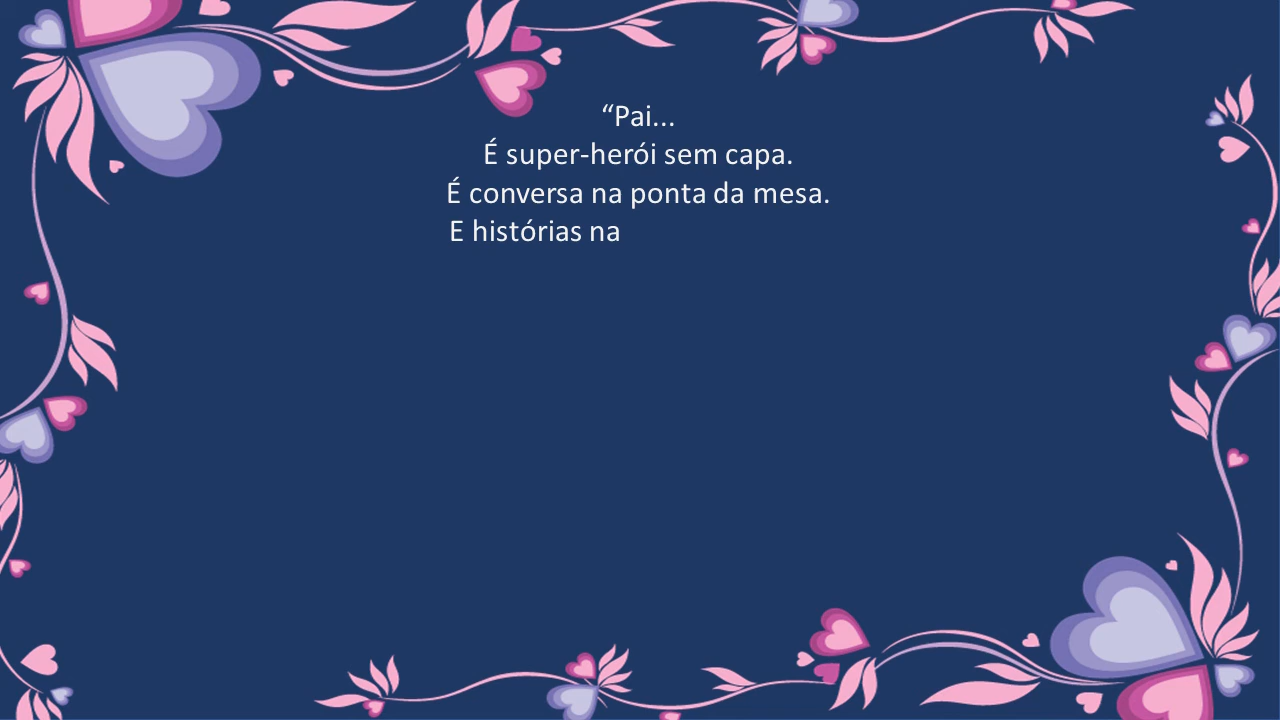 “Pai...
É super-herói sem capa.
É conversa na ponta da mesa.
E histórias na